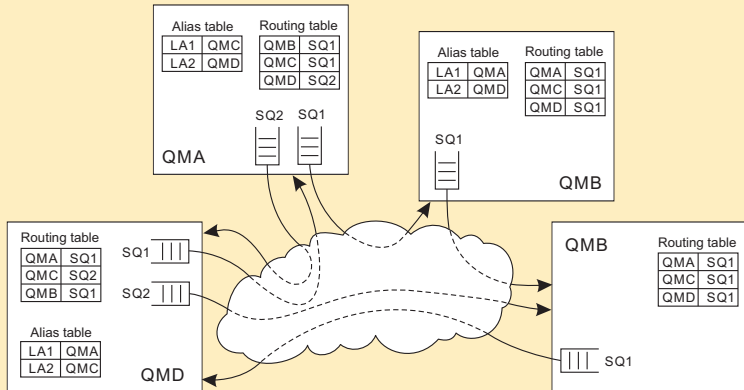 Alias table Routing table
LA1 QMC
LA2 QMD
QMB SQ1
QMC SQ1
QMD SQ2
SQ2 SQ1
QMA
Alias table Routing table
LA1 QMA
LA2 QMD
QMA SQ1
QMC SQ1
QMD SQ1
SQ1
QMB
Routing table
QMA SQ1
QMC SQ2
QMB SQ1
SQ1
SQ2
Alias table
LA1 QMA
LA2 QMC
QMD
QMB
Routing table
QMA SQ1
QMC SQ1
QMD SQ1
SQ1